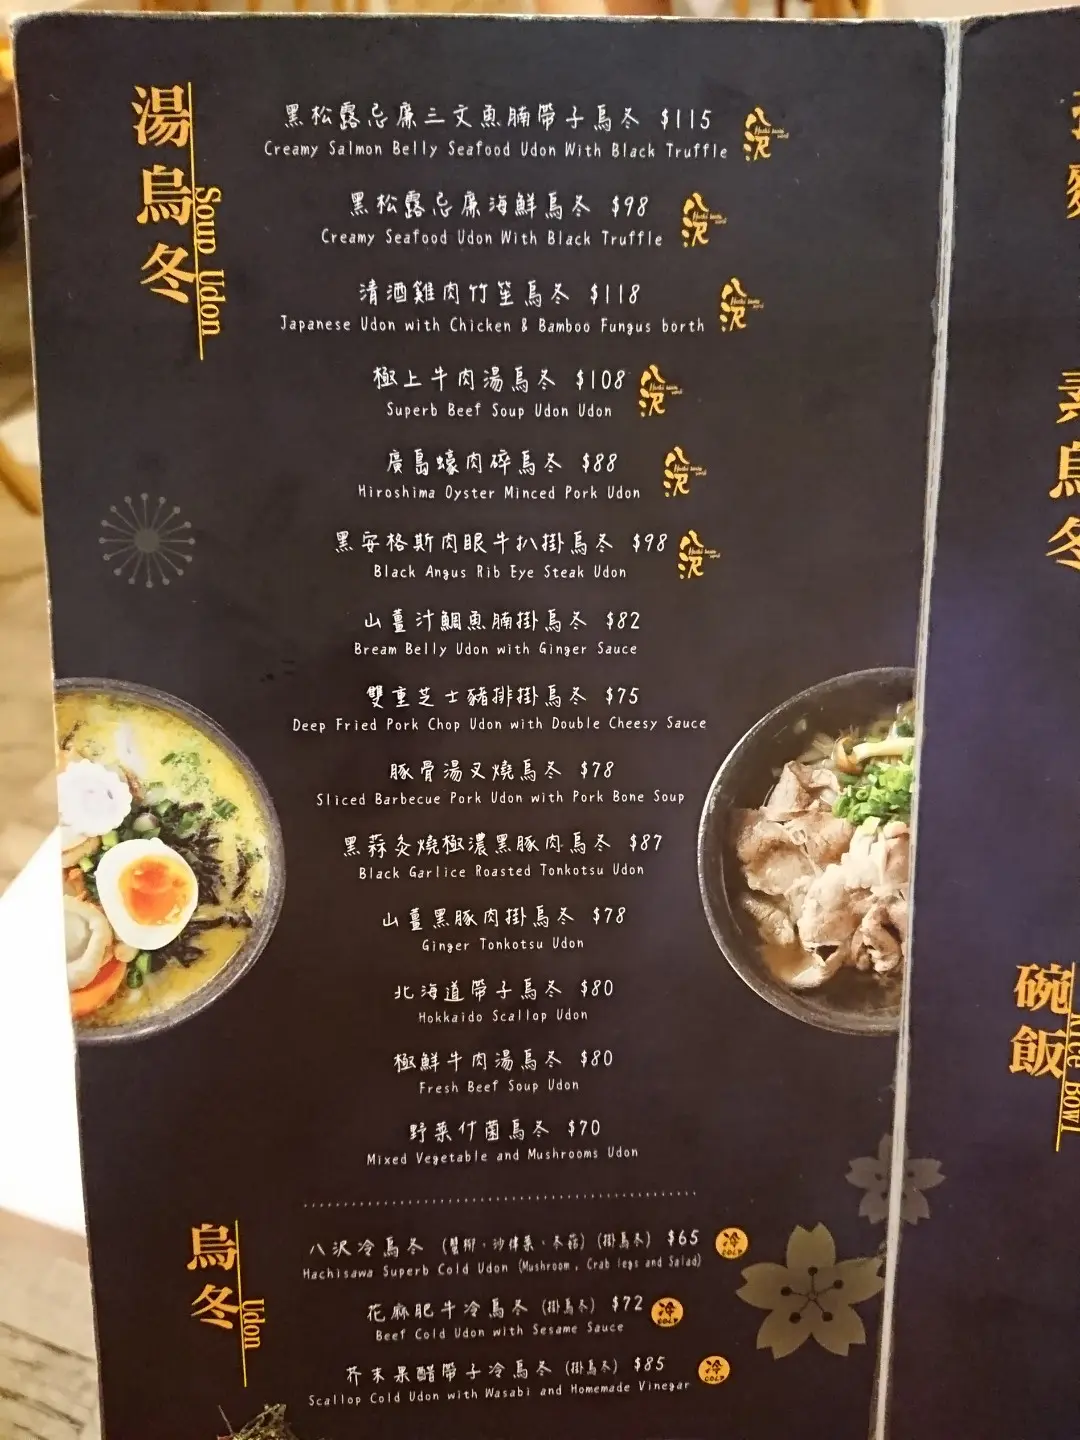 湯烏冬
Soup Udon
黑松露忌廉三文魚腩帶子烏冬 $115
Creamy Salmon Belly Seafood Udon With Black Truffle
黑松露忌廉海鮮烏冬 $98
Creamy Seafood Udon With Black Truffle
清酒雞肉竹笙烏冬 $118
Japanese Udon with Chicken & Bamboo Fungus borth
極上牛肉湯烏冬 $108
Superb Beef Soup Udon Udon
廣島蠔肉碎烏冬 $88
Hiroshima Oyster Minced Pork Udon
黑安格斯肉眼牛扒掛烏冬 $98
Black Angus Rib Eye Steak Udon
山薑汁鯛魚腩掛烏冬 $82
Bream Belly Udon with Ginger Sauce
雙重芝士豬排掛烏冬 $75
Deep Fried Pork Chop Udon with Double Cheesy Sauce
豚骨湯叉燒烏冬 $78
Sliced Barbecue Pork Udon with Pork Bone Soup
黑蒜炙燒極濃黑豚肉烏冬 $87
Black Garlice Roasted Tonkotsu Udon
山薑黑豚肉掛烏冬 $78
Ginger Tonkotsu Udon
北海道帶子烏冬 $80
Hokkaido Scallop Udon
極鮮牛肉湯烏冬 $80
Fresh Beef Soup Udon
野菜什菌烏冬 $70
Mixed Vegetable and Mushrooms Udon
烏冬
Udon
八沢冷烏冬 (蟹柳、沙律菜、冬菇) (掛烏冬) $65
冷 COLD
Hachisawa Superb Cold Udon (Mushroom, Crab legs and Salad)
花麻肥牛冷烏冬 (掛烏冬) $72
冷 COLD
Beef Cold Udon with Sesame Sauce
芥末果醋帶子冷烏冬 (掛烏冬) $85
冷 COLD
Scallop Cold Udon with Wasabi and Homemade Vinegar
烏冬
碗飯
Rice Bowl